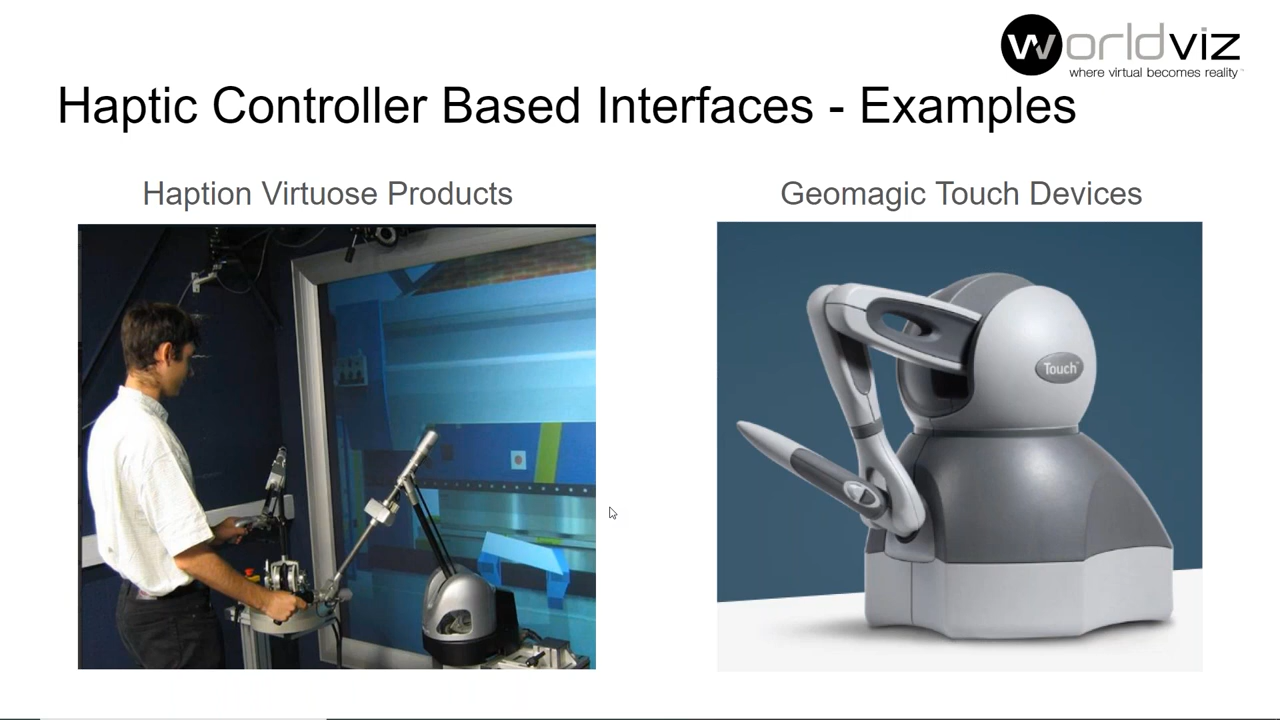 worldviz
where virtual becomes reality
Haptic Controller Based Interfaces - Examples
Haption Virtuose Products
Geomagic Touch Devices
Touch